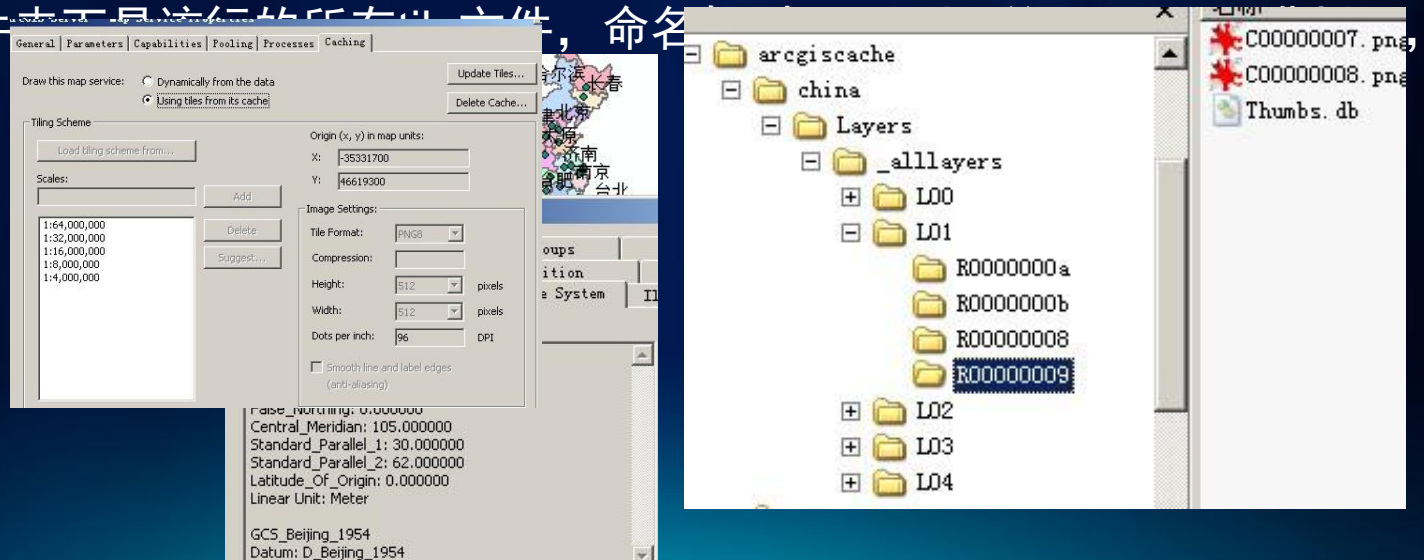 General Parameters Capabilities Pooling Processes Caching
Draw this map service:
Dynamically from the data
Using tiles from its cache
Update Tiles...
Delete Cache...
Tiling Scheme
Load tiling scheme from...
Scales:
Add
Delete
Suggest...
1:64,000,000
1:32,000,000
1:16,000,000
1:8,000,000
1:4,000,000
Origin (x, y) in map units:
X: -35331700
Y: 46619300
Image Settings:
Tile Format: PNG8
Compression:
Height: 512 pixels
Width: 512 pixels
Dots per inch: 96 DPI
Smooth line and label edges
(anti-aliasing)
命名
长春
济南
南京
台北
e System
False_Northing: 0.000000
Central_Meridian: 105.000000
Standard_Parallel_1: 30.000000
Standard_Parallel_2: 62.000000
Latitude_Of_Origin: 0.000000
Linear Unit: Meter
GCS_Beijing_1954
Datum: D_Beijing_1954
arcgiscache
china
Layers
_alllayers
L00
L01
R0000000a
R0000000b
R00000008
R00000009
L02
L03
L04
C00000007.png
C00000008.png
Thumbs.db